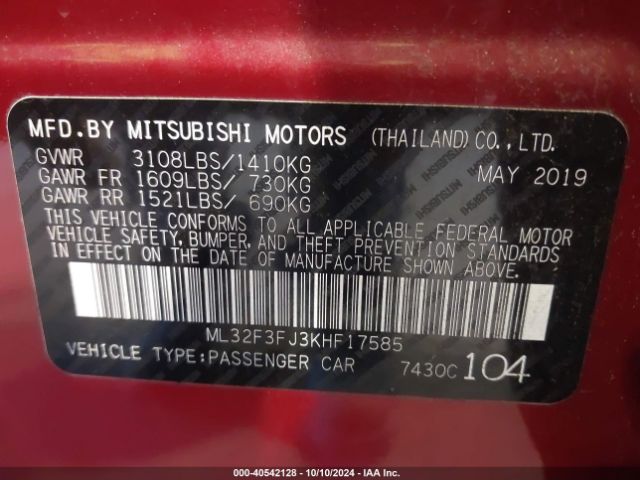 MFD.BY MITSUBISHI MOTORS (THAILAND)CO.,LTD.
GVWR 3108LBS/1410KG MAY 2019
GAWR FR 1609LBS/ 730KG
GAWR RR 1521LBS/ 690KG
THIS VEHICLE CONFORMS TO ALL APPLICABLE FEDERAL MOTOR
VEHICLE SAFETY, BUMPER, AND THEFT PREVENTION STANDARDS
IN EFFECT ON THE DATE OF MANUFACTURE SHOWN ABOVE.
ML32F3FJ3KHF17585
VEHICLE TYPE:PASSENGER CAR 7430C 104
000-40542128 - 10/10/2024 - IAA Inc.